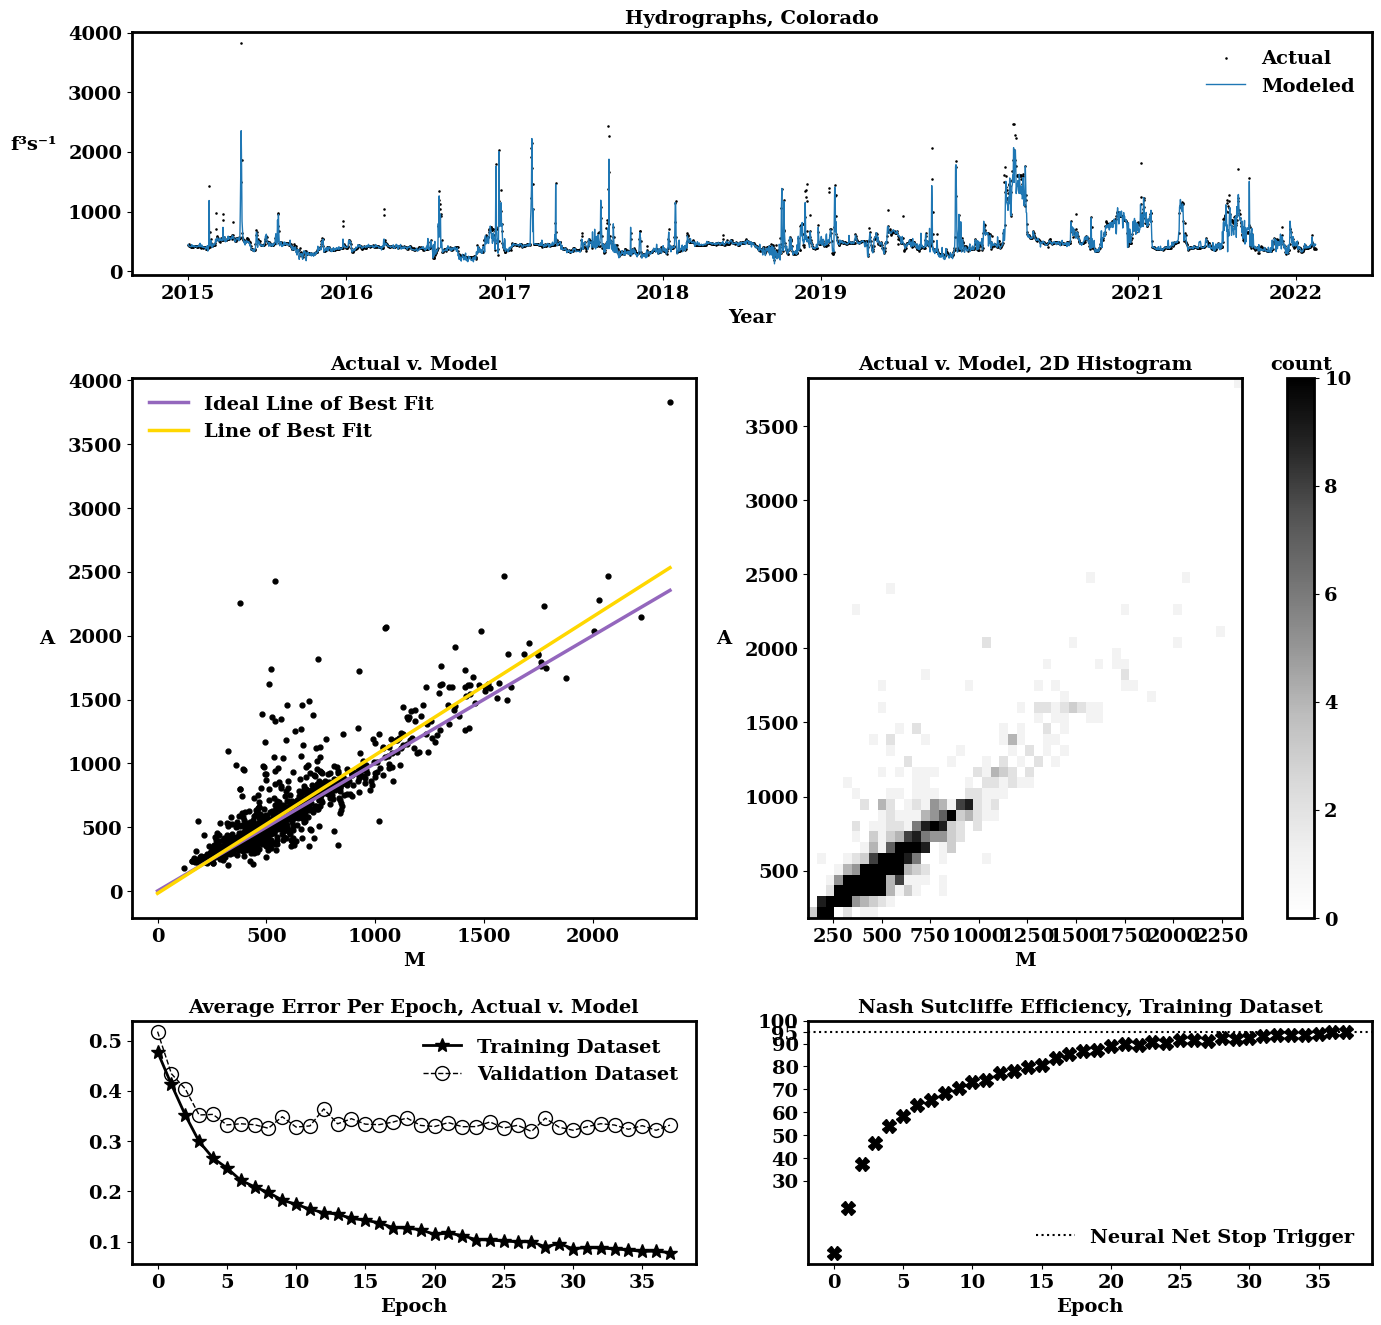 Hydrographs, Colorado
4000
3000
2000
1000
0
f³s⁻¹
Actual
Modeled
2015 2016 2017 2018 2019 2020 2021 2022
Year
Actual v. Model
4000
3500
3000
2500
2000
1500
1000
500
0
A
Ideal Line of Best Fit
Line of Best Fit
0 500 1000 1500 2000
M
Actual v. Model, 2D Histogram
3500
3000
2500
2000
1500
1000
500
A
250 500 750 1000 1250 1500 1750 2000 2250
M
count
10
8
6
4
2
0
Average Error Per Epoch, Actual v. Model
0.5
0.4
0.3
0.2
0.1
Training Dataset
Validation Dataset
0 5 10 15 20 25 30 35
Epoch
Nash Sutcliffe Efficiency, Training Dataset
100
95
90
80
70
60
50
40
30
Neural Net Stop Trigger
0 5 10 15 20 25 30 35
Epoch